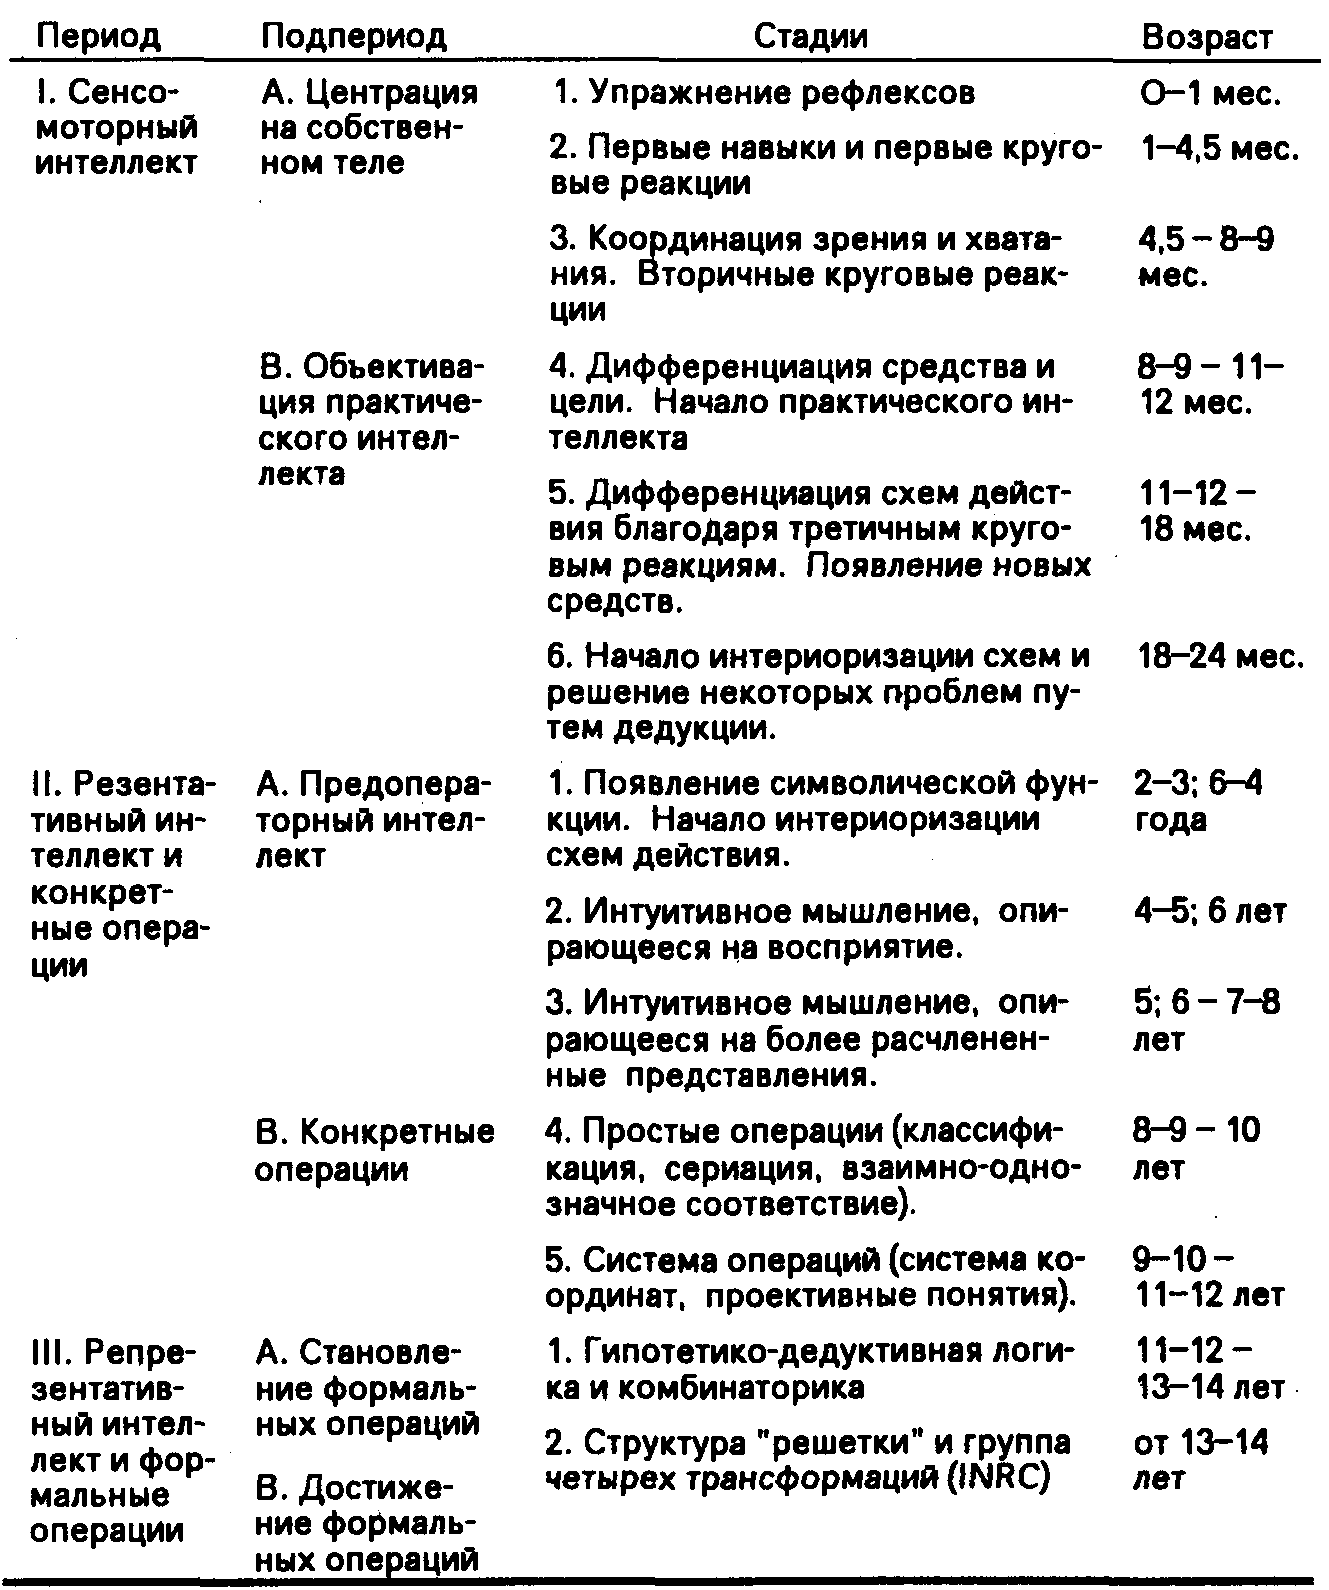 Период Подпериод Стадии Возраст
I. Сенсо-
моторный
интеллект
А. Центрация
на собствен-
ном теле
1. Упражнение рефлексов
О–1 мес.
2. Первые навыки и первые круго-
вые реакции
1–4,5 мес.
3. Координация зрения и хвата-
ния. Вторичные круговые реак-
ции
4,5 – 8–9
мес.
В. Объектива-
ция практиче-
ского интел-
лекта
4. Дифференциация средства и
цели. Начало практического ин-
теллекта
8–9 – 11–
12 мес.
5. Дифференциация схем дейст-
вия благодаря третичным круго-
вым реакциям. Появление новых
средств.
11–12 –
18 мес.
6. Начало интериоризации схем и
решение некоторых проблем пу-
тем дедукции.
18–24 мес.
II. Резента-
тивный ин-
теллект и
конкрет-
ные опера-
ции
А. Предопера-
торный интел-
лект
1. Появление символической фун-
кции. Начало интериоризации
схем действия.
2–3; 6–4
года
2. Интуитивное мышление, опи-
рающееся на восприятие.
4–5; 6 лет
3. Интуитивное мышление, опи-
рающееся на более расчленен-
ные представления.
5; 6 – 7–8
лет
В. Конкретные
операции
4. Простые операции (классифи-
кация, сериация, взаимно-одно-
значное соответствие).
8–9 – 10
лет
5. Система операций (система ко-
ординат, проективные понятия).
9–10 –
11–12 лет
III. Репре-
зентатив-
ный интел-
лект и фор-
мальные
операции
А. Становле-
ние формаль-
ных операций
1. Гипотетико-дедуктивная логи-
ка и комбинаторика
11–12 –
13–14 лет
В. Достиже-
ние формаль-
ных операций
2. Структура "решетки" и группа
четырех трансформаций (INRC)
от 13–14
лет